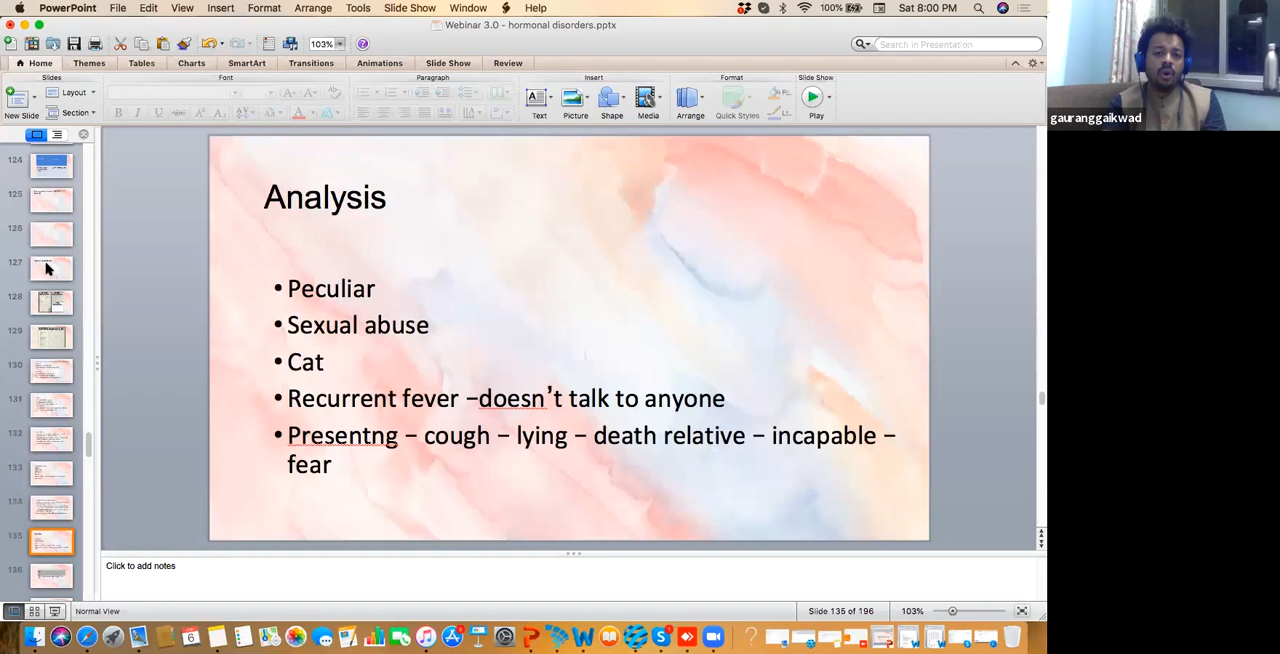 PowerPoint File Edit View Insert Format Arrange Tools Slide Show Window Help 100% Sat 8:00 PM
Webinar 3.0 - hormonal disorders.pptx
103% Search in Presentation
Home Themes Tables Charts SmartArt Transitions Animations Slide Show Review
Slides Font Paragraph Insert Format Slide Show
Layout
Section
B I U ABC
New Slide Text Picture Shape Media Arrange Quick Styles Play
gauranggaikwad
124
125
126
127
128
129
130
131
132
133
134
135
136
Analysis
• Peculiar
• Sexual abuse
• Cat
• Recurrent fever –doesn’t talk to anyone
• Presentng – cough – lying – death relative – incapable –
fear
Click to add notes
Normal View Slide 135 of 196 103%